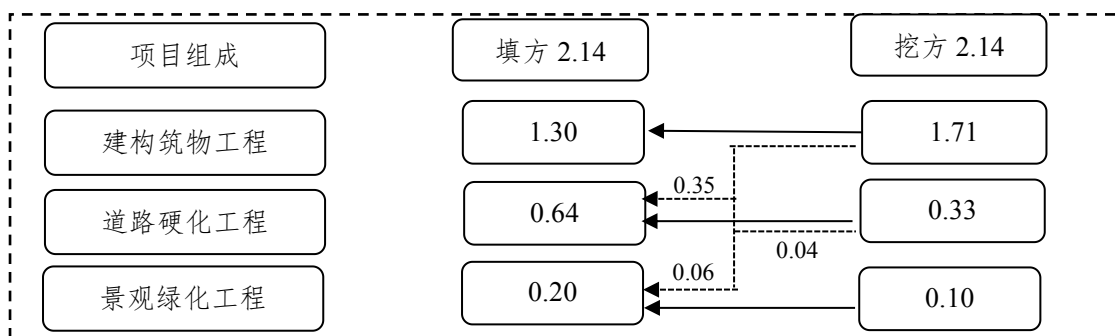 项目组成 填方 2.14 挖方 2.14
建构筑物工程 1.30 1.71
0.35
道路硬化工程 0.64 0.33
0.04
0.06
景观绿化工程 0.20 0.10